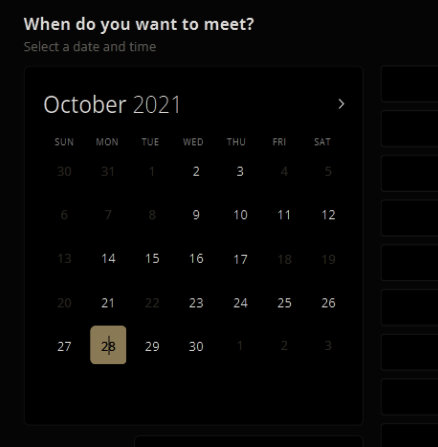 When do you want to meet?
Select a date and time
October 2021 >
SUN MON TUE WED THU FRI SAT
30 31 1 2 3 4 5
6 7 8 9 10 11 12
13 14 15 16 17 18 19
20 21 22 23 24 25 26
27 28 29 30 1 2 3